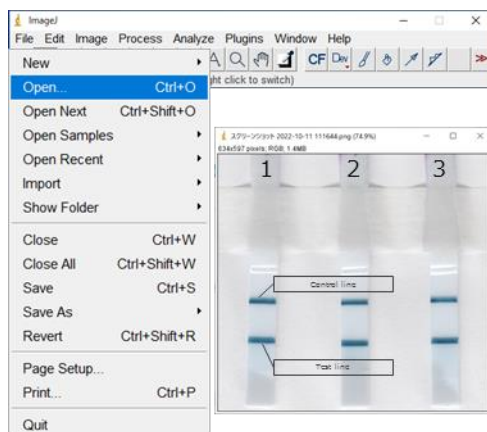 ImageJ
File Edit Image Process Analyze Plugins Window Help
CF Dev
ht click to switch)
New
Open... Ctrl+O
Open Next Ctrl+Shift+O
Open Samples
Open Recent
Import
Show Folder
Close Ctrl+W
Close All Ctrl+Shift+W
Save Ctrl+S
Save As
Revert Ctrl+Shift+R
Page Setup...
Print... Ctrl+P
Quit
スクリーンショット 2022-10-11 111644.png (74.9%)
634x597 pixels; RGB; 1.4MB
1 2 3
Control line
Test line